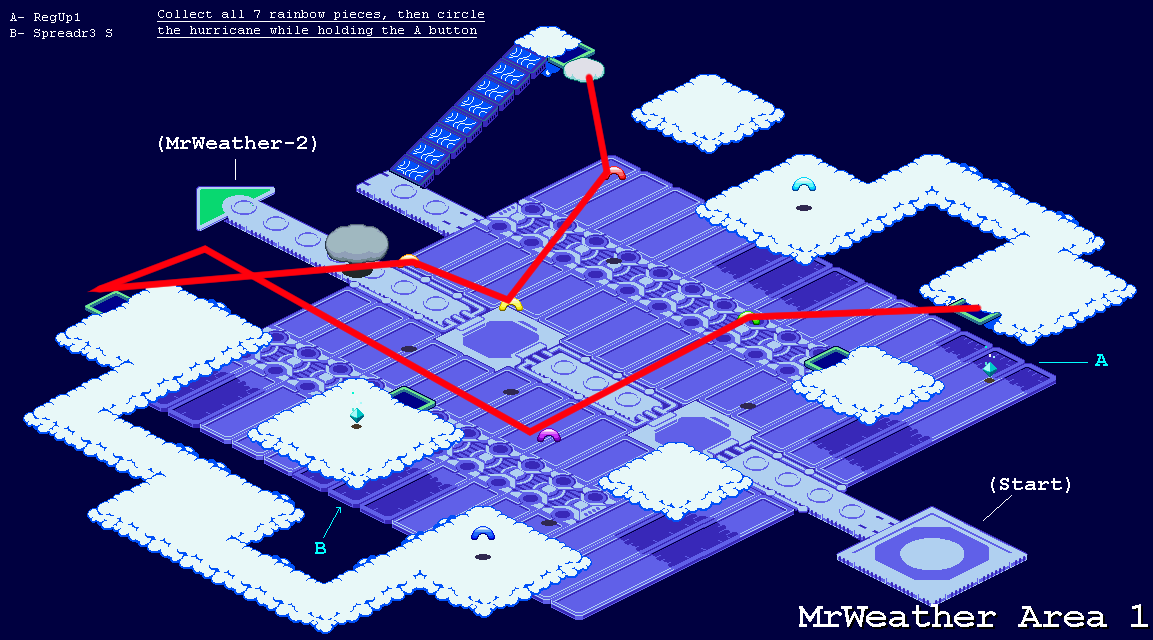 A- RegUp1
B- Spreadr3 S
Collect all 7 rainbow pieces, then circle
the hurricane while holding the A button
(MrWeather-2)
A
(Start)
B
MrWeather Area 1